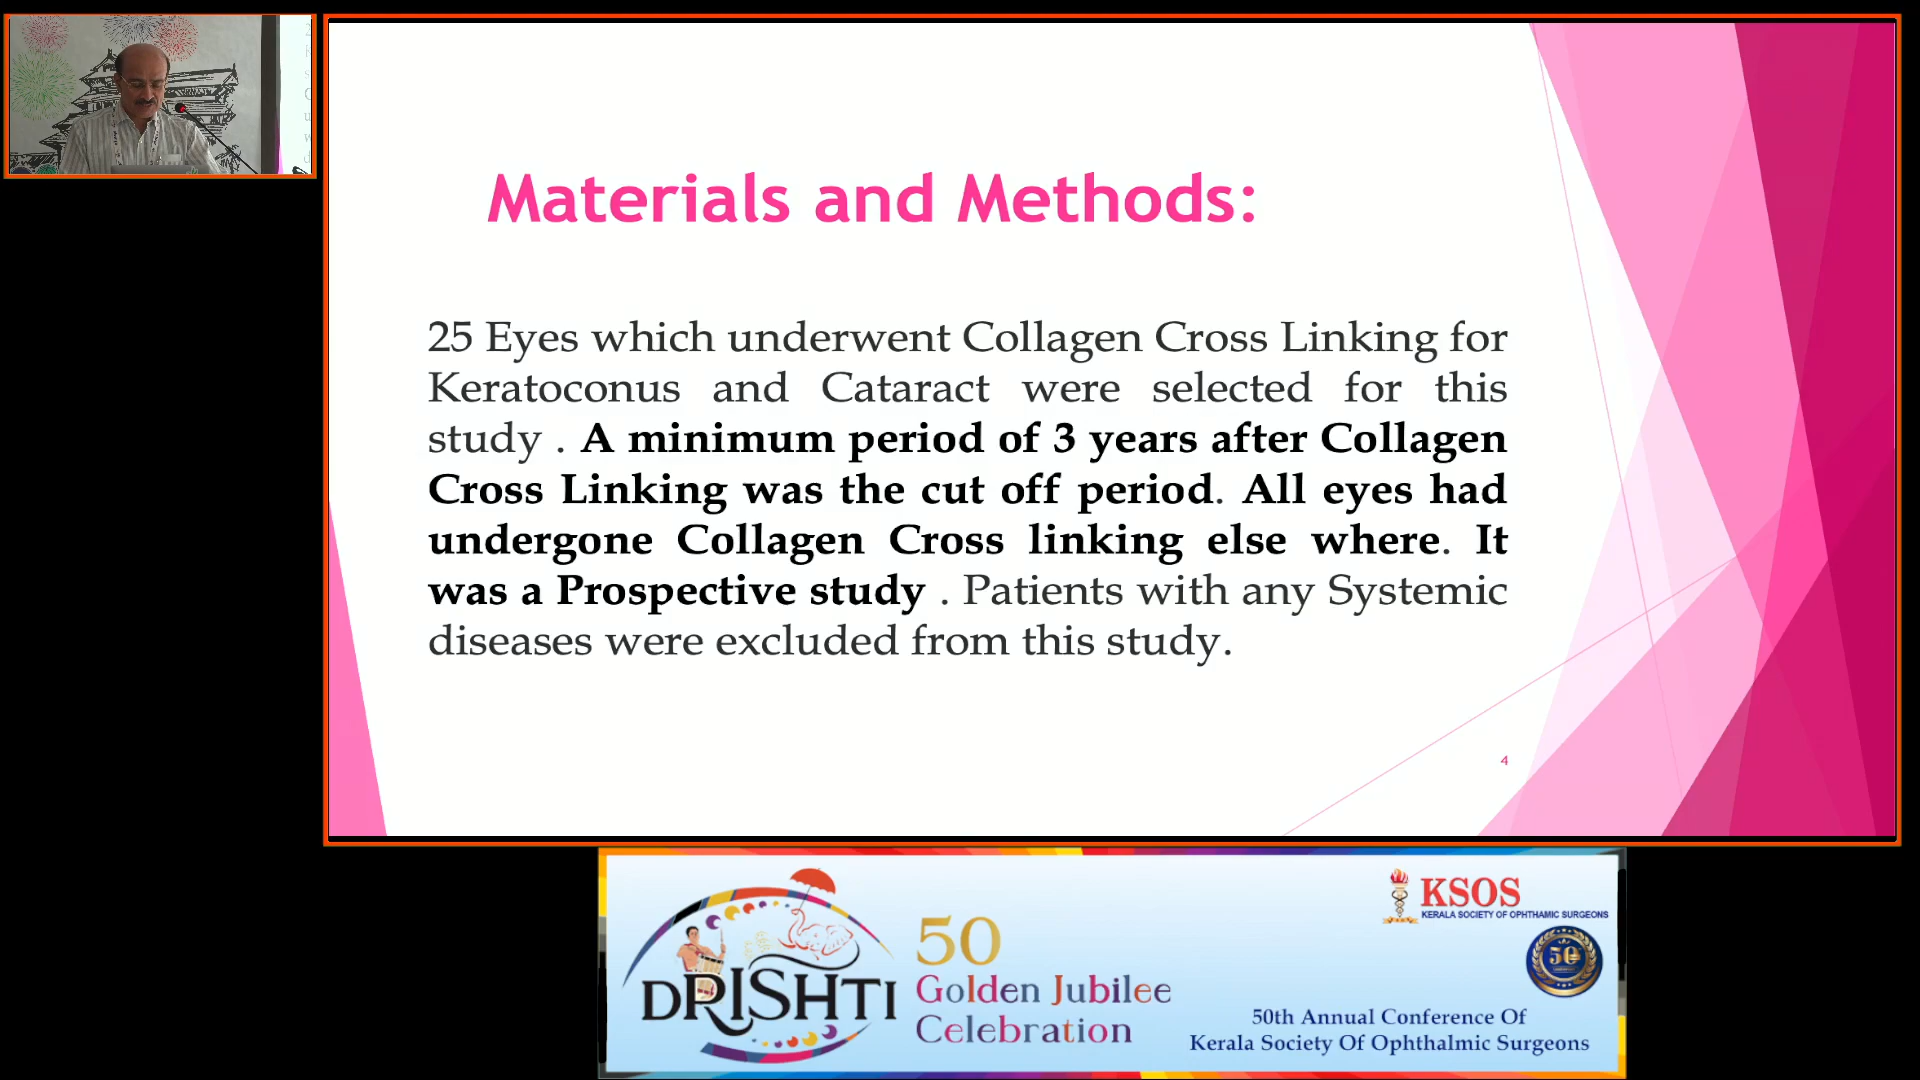 Materials and Methods:
25 Eyes which underwent Collagen Cross Linking for
Keratoconus and Cataract were selected for this
study . A minimum period of 3 years after Collagen
Cross Linking was the cut off period. All eyes had
undergone Collagen Cross linking else where. It
was a Prospective study . Patients with any Systemic
diseases were excluded from this study.
4
DRISHTI
50
Golden Jubilee
Celebration
KSOS
KERALA SOCIETY OF OPHTHAMIC SURGEONS
50
50th Annual Conference Of
Kerala Society Of Ophthalmic Surgeons